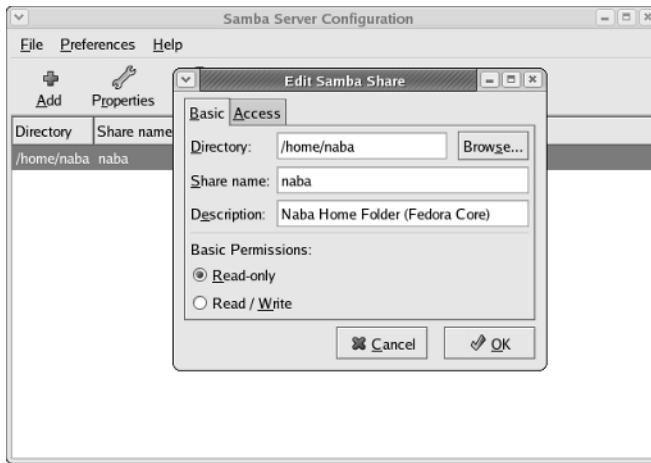 Samba Server Configuration
File Preferences Help
Add Properties
Directory Share name
/home/naba naba
Edit Samba Share
Basic Access
Directory: /home/naba Browse...
Share name: naba
Description: Naba Home Folder (Fedora Core)
Basic Permissions:
Read-only
Read / Write
Cancel OK